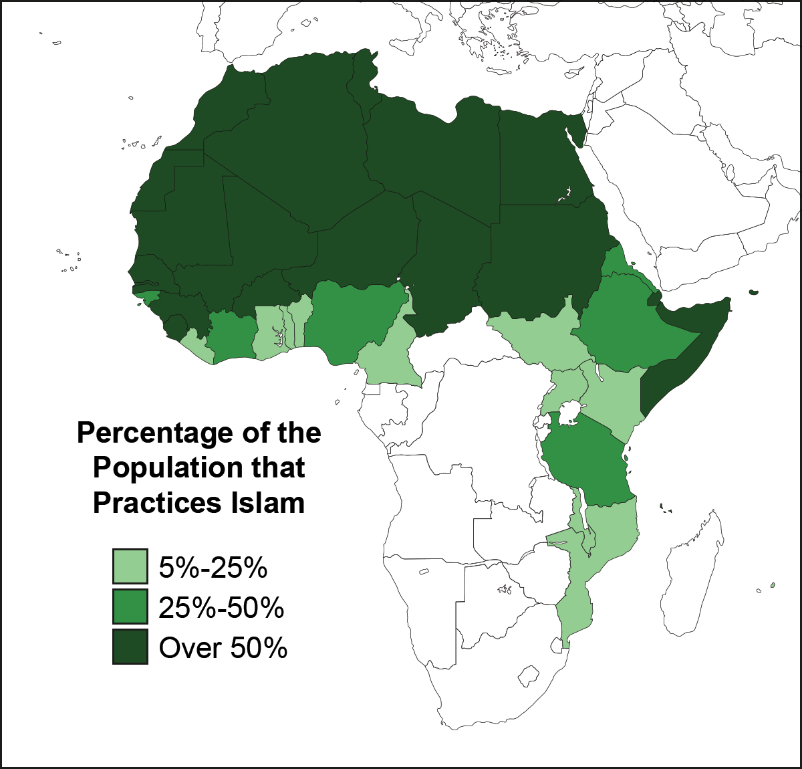 Percentage of the
Population that
Practices Islam
5%-25%
25%-50%
Over 50%